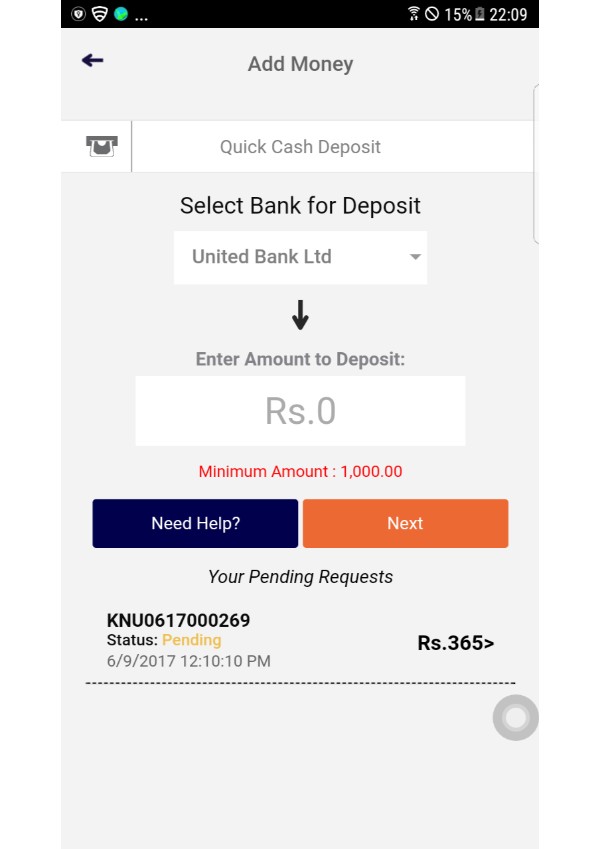 ... 15% 22:09
Add Money
Quick Cash Deposit
Select Bank for Deposit
United Bank Ltd
Enter Amount to Deposit:
Rs.0
Minimum Amount : 1,000.00
Need Help? Next
Your Pending Requests
KNU0617000269
Status: Pending
Rs.365>
6/9/2017 12:10:10 PM